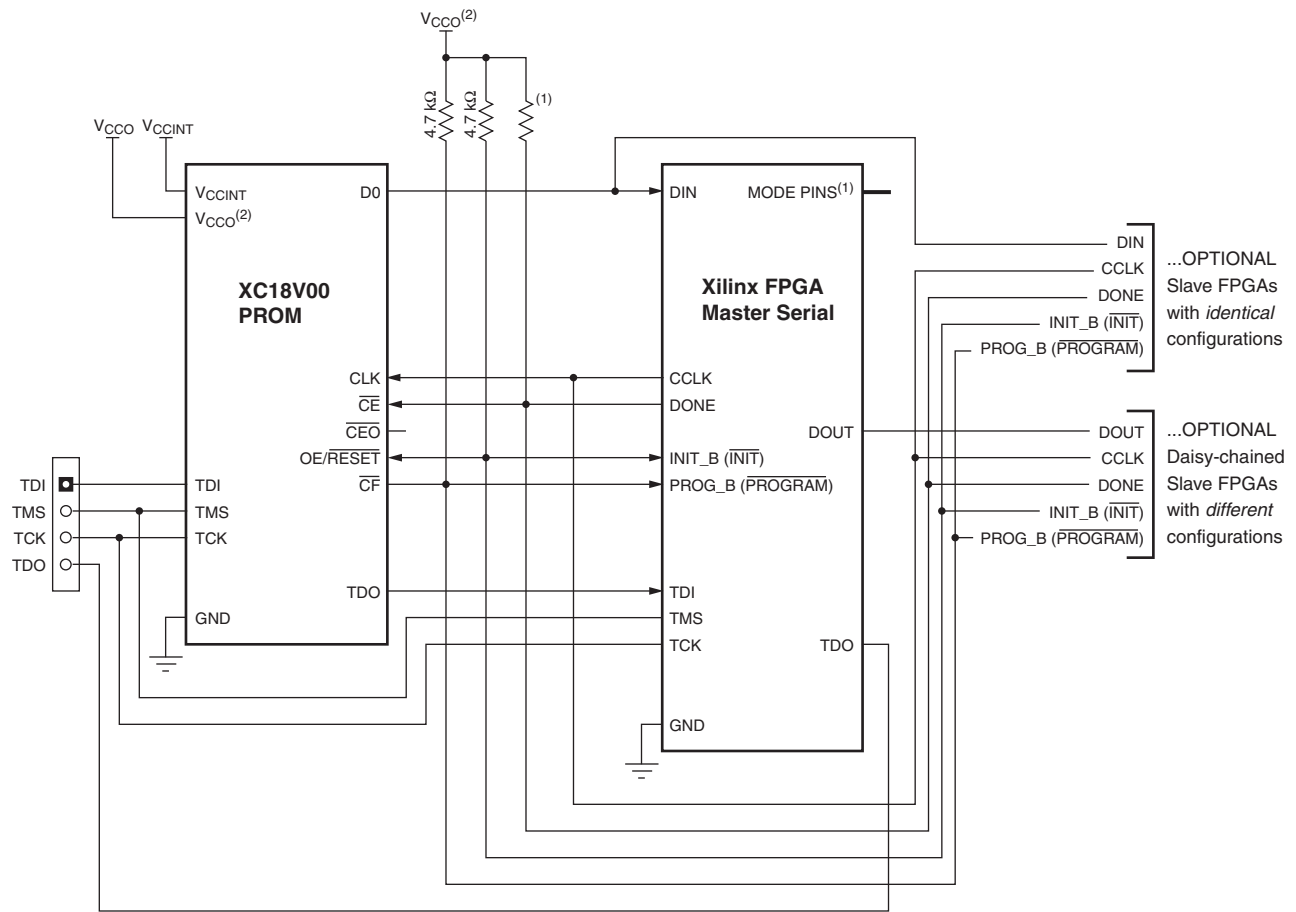 VCCO(2)
4.7 kΩ
4.7 kΩ
(1)
VCCO VCCINT
VCCINT
VCCO(2)
D0
XC18V00
PROM
CLK
CE
CEO
OE/RESET
CF
TDI
TMS
TCK
TDO
GND
TDI
TMS
TCK
TDO
DIN
MODE PINS(1)
Xilinx FPGA
Master Serial
CCLK
DONE
DOUT
INIT_B (INIT)
PROG_B (PROGRAM)
TDI
TMS
TCK
TDO
GND
DIN
CCLK
DONE
INIT_B (INIT)
PROG_B (PROGRAM)
...OPTIONAL
Slave FPGAs
with identical
configurations
DOUT
CCLK
DONE
INIT_B (INIT)
PROG_B (PROGRAM)
...OPTIONAL
Daisy-chained
Slave FPGAs
with different
configurations